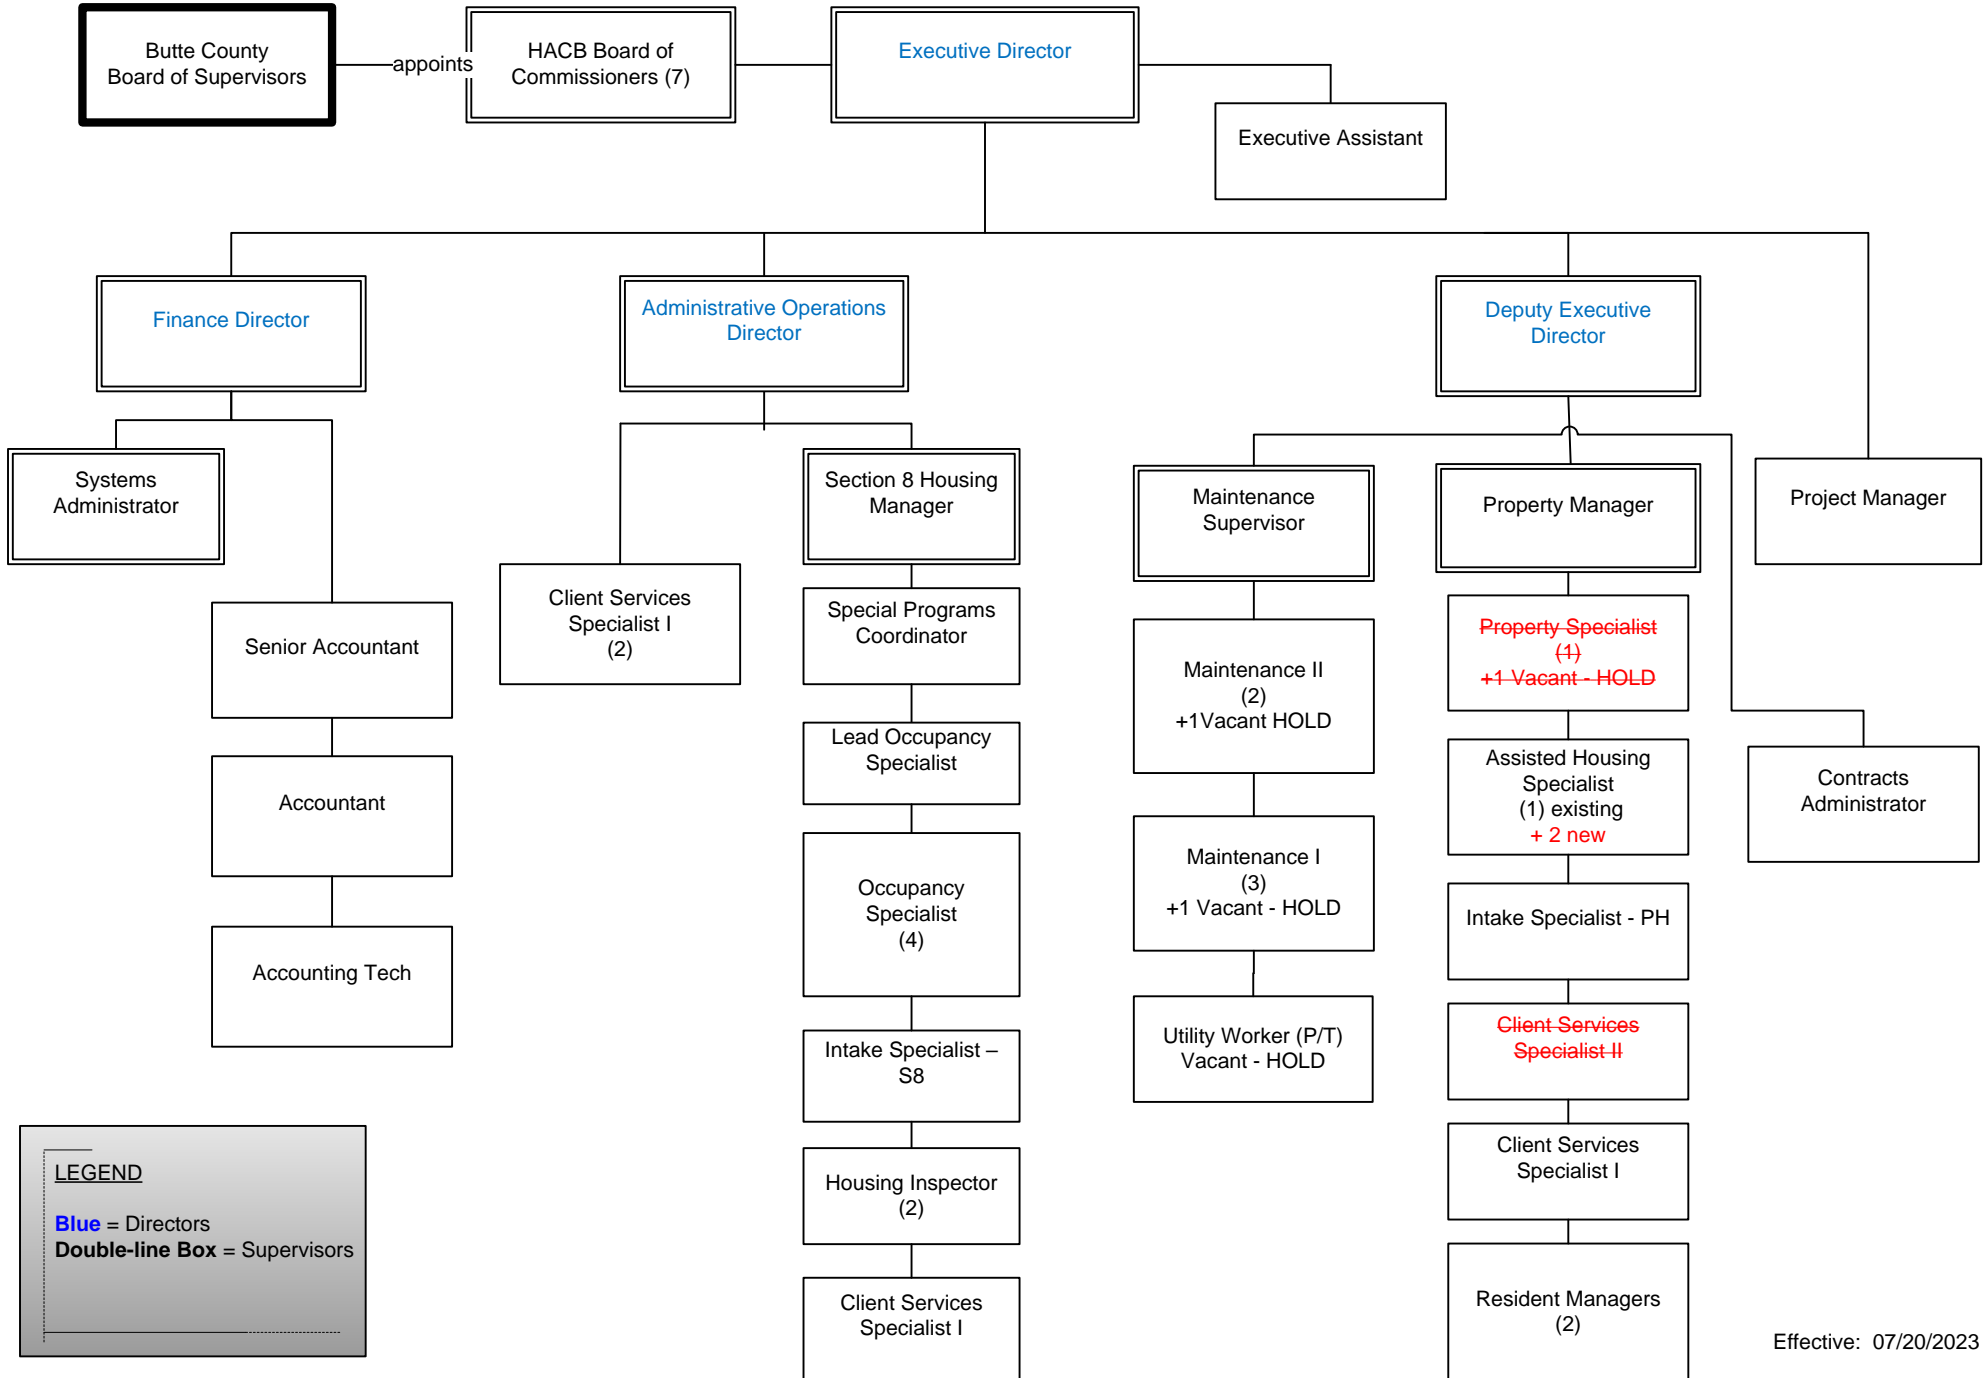 Butte County
Board of Supervisors
appoints
HACB Board of
Commissioners (7)
Executive Director
Executive Assistant
Finance Director
Administrative Operations
Director
Deputy Executive
Director
Systems
Administrator
Section 8 Housing
Manager
Maintenance
Supervisor
Property Manager
Project Manager
Senior Accountant
Client Services
Specialist I
(2)
Special Programs
Coordinator
Maintenance II
(2)
+1Vacant HOLD
Property Specialist
(1)
+1 Vacant - HOLD
Lead Occupancy
Specialist
Assisted Housing
Specialist
(1) existing
+ 2 new
Contracts
Administrator
Accountant
Occupancy
Specialist
(4)
Maintenance I
(3)
+1 Vacant - HOLD
Intake Specialist - PH
Accounting Tech
Intake Specialist –
S8
Utility Worker (P/T)
Vacant - HOLD
Client Services
Specialist II
Housing Inspector
(2)
Client Services
Specialist I
Client Services
Specialist I
Resident Managers
(2)
LEGEND
Blue = Directors
Double-line Box = Supervisors
Effective:  07/20/2023